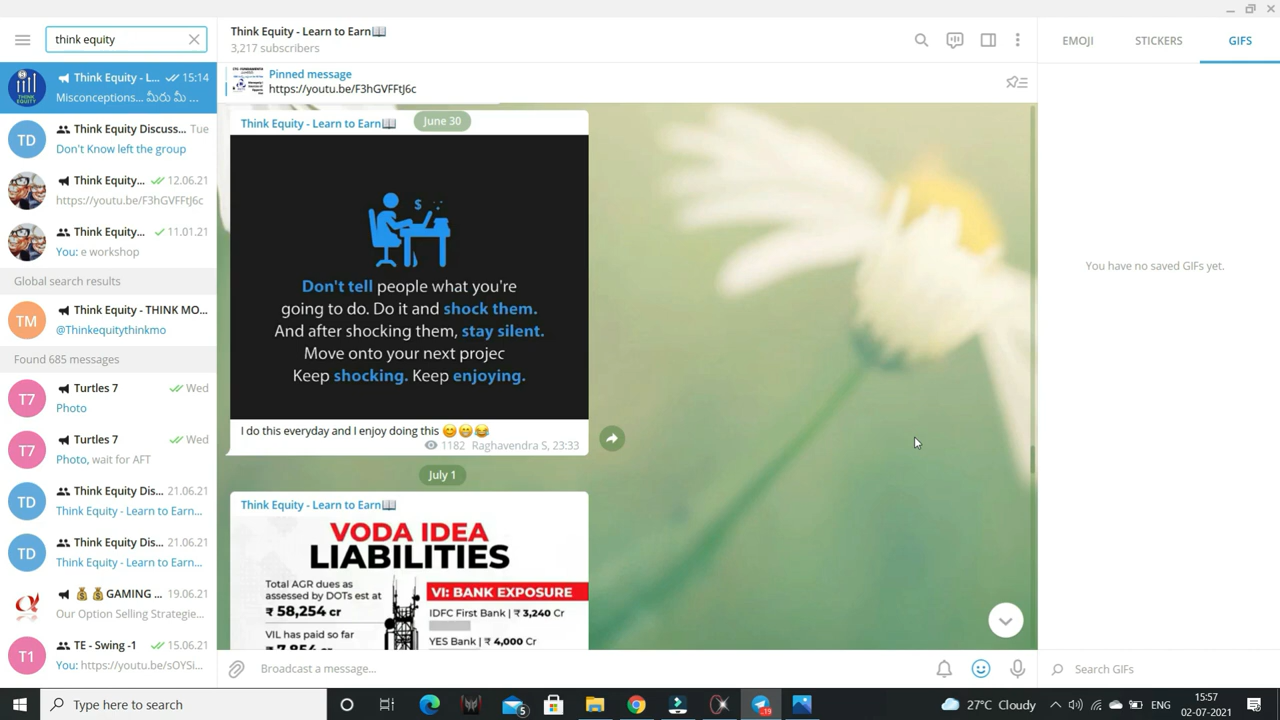 think equity
Think Equity - L... 15:14
Misconceptions... మీరు మీ ...
TD
Think Equity Discuss... Tue
Don't Know left the group
Think Equity... 12.06.21
https://youtu.be/F3hGVFFtJ6c
Think Equity... 11.01.21
You: e workshop
Global search results
TM
Think Equity - THINK MO...
@Thinkequitythinkmo
Found 685 messages
T7
Turtles 7 Wed
Photo
T7
Turtles 7 Wed
Photo, wait for AFT
TD
Think Equity Dis... 21.06.21
Think Equity - Learn to Earn...
TD
Think Equity Dis... 21.06.21
Think Equity - Learn to Earn...
GAMING ... 19.06.21
Our Option Selling Strategie...
T1
TE - Swing -1 15.06.21
You: https://youtu.be/sOYSi...
Think Equity - Learn to Earn📖
3,217 subscribers
Pinned message
https://youtu.be/F3hGVFFtJ6c
June 30
Think Equity - Learn to Earn📖
Don't tell people what you're
going to do. Do it and shock them.
And after shocking them, stay silent.
Move onto your next projec
Keep shocking. Keep enjoying.
I do this everyday and I enjoy doing this 😊😁😂
1182 Raghavendra S, 23:33
July 1
Think Equity - Learn to Earn📖
VODA IDEA
LIABILITIES
Total AGR dues as
assessed by DOTs est at
₹ 58,254 cr
VIL has paid so far
₹ 7,854 cr
VI: BANK EXPOSURE
IDFC First Bank | ₹ 3,240 Cr
YES Bank | ₹ 4,000 Cr
Broadcast a message...
EMOJI STICKERS GIFS
You have no saved GIFs yet.
Search GIFs
Type here to search
5
19
27°C Cloudy
ENG
15:57
02-07-2021